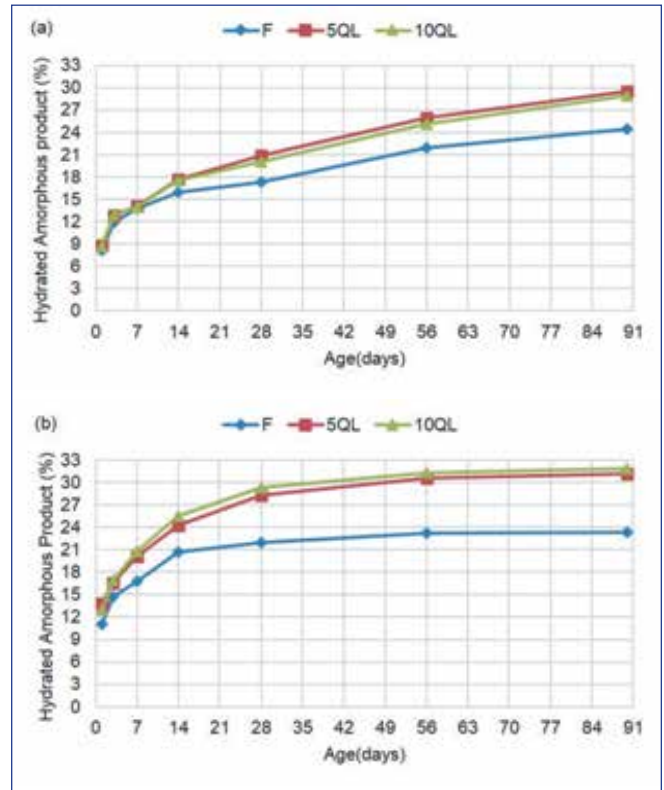 (a)
F 5QL 10QL
Hydrated Amorphous product (%)
33
30
27
24
21
18
15
12
9
6
3
0
0 7 14 21 28 35 42 49 56 63 70 77 84 91
Age(days)
(b)
F 5QL 10QL
Hydrated Amorphous Product (%)
33
30
27
24
21
18
15
12
9
6
3
0
0 7 14 21 28 35 42 49 56 63 70 77 84 91
Age(days)